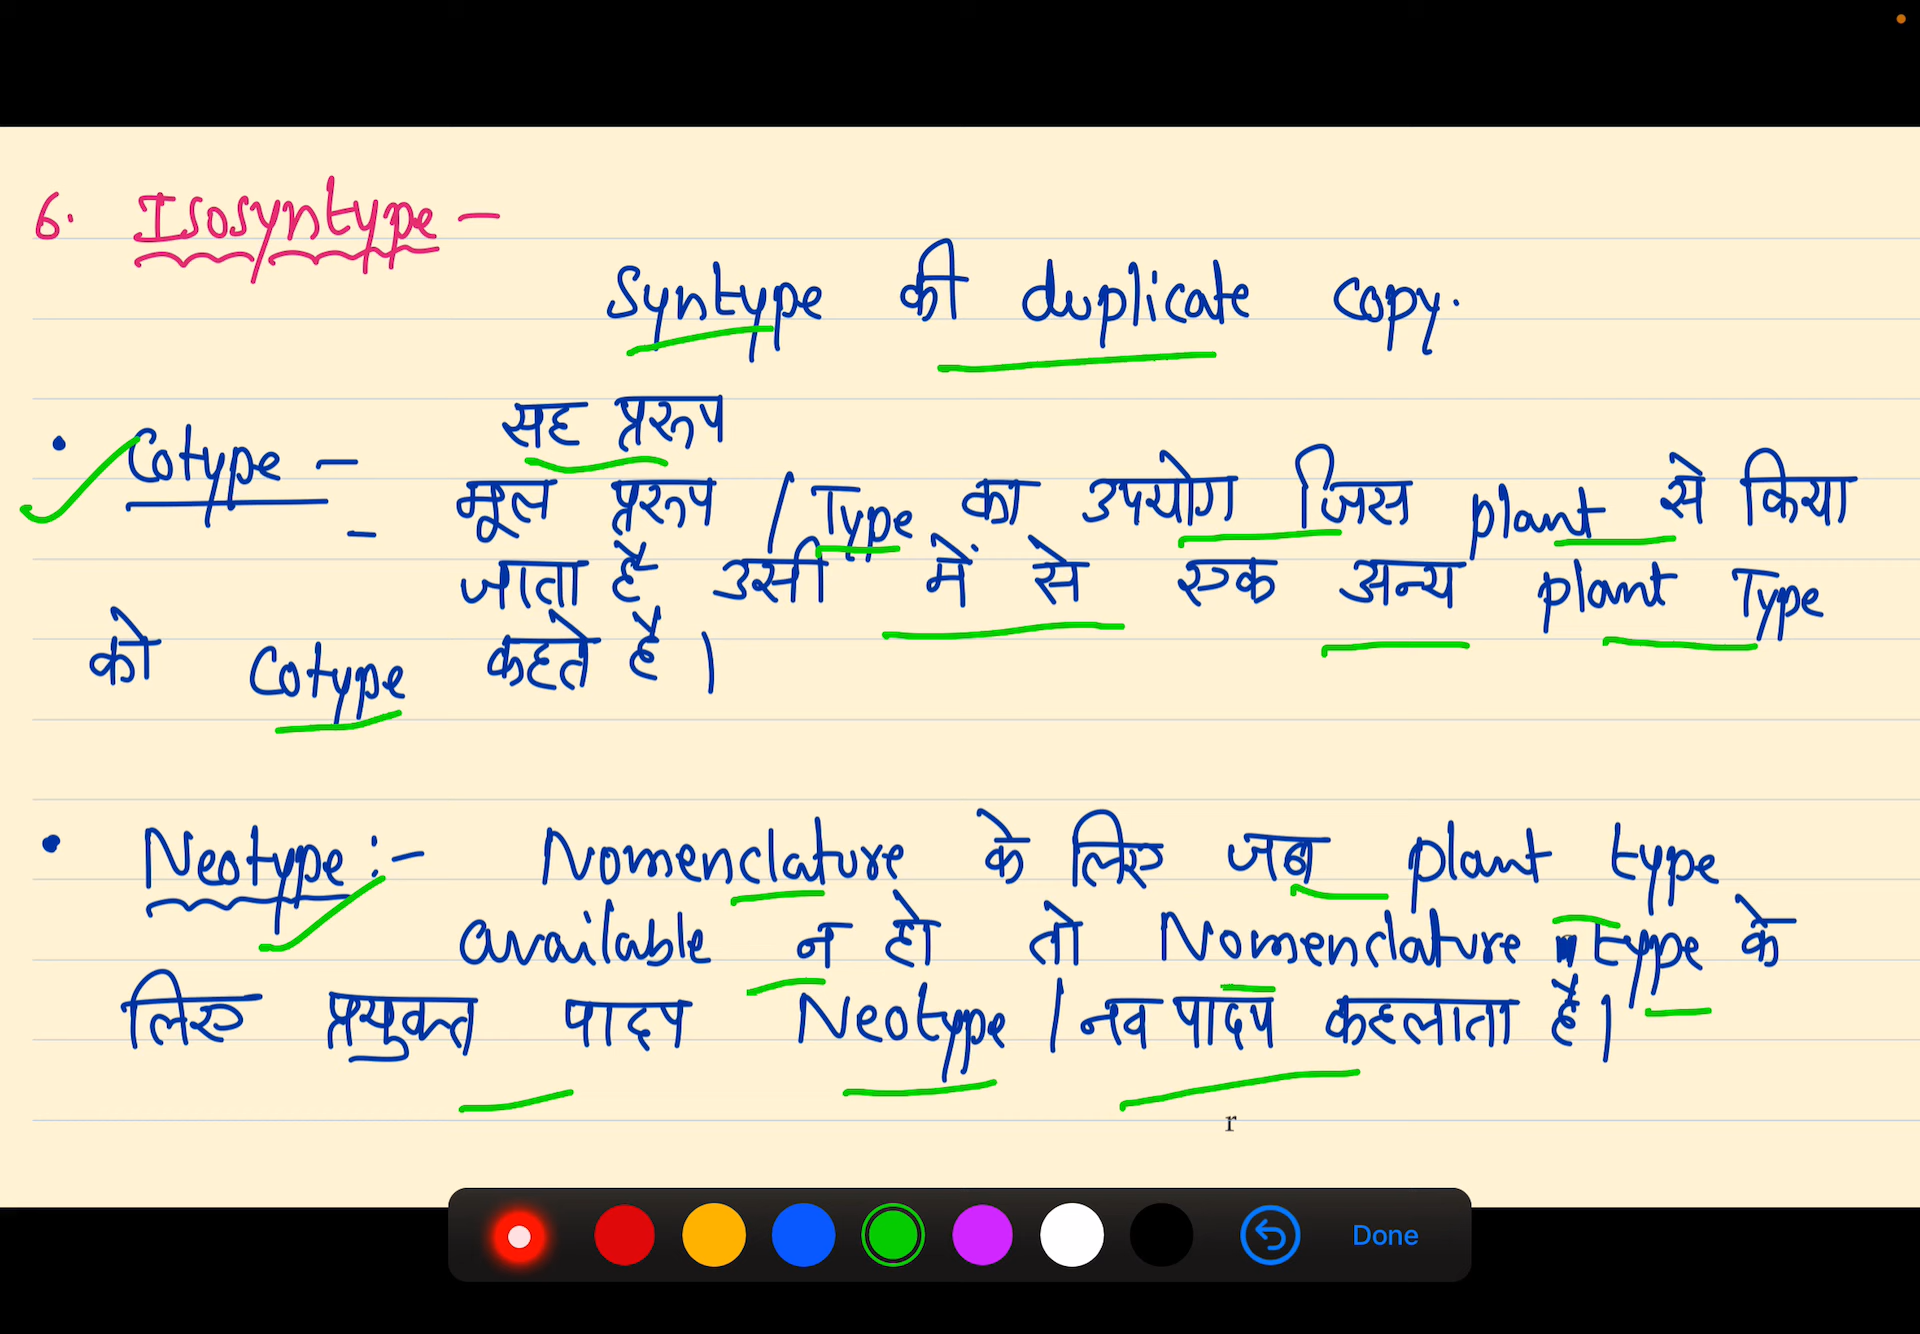 6. Isosyntype –
Syntype की duplicate copy.
सह प्ररूप
• Cotype –
– मूल प्ररूप / Type का उपयोग जिस plant से किया
जाता है उसी में से एक अन्य plant Type
को Cotype कहते है।
• Neotype :- Nomenclature के लिए जब plant type
available न हो तो Nomenclature type के
लिए प्रयुक्त पादप Neotype / नव पादप कहलाता है।
r
Done